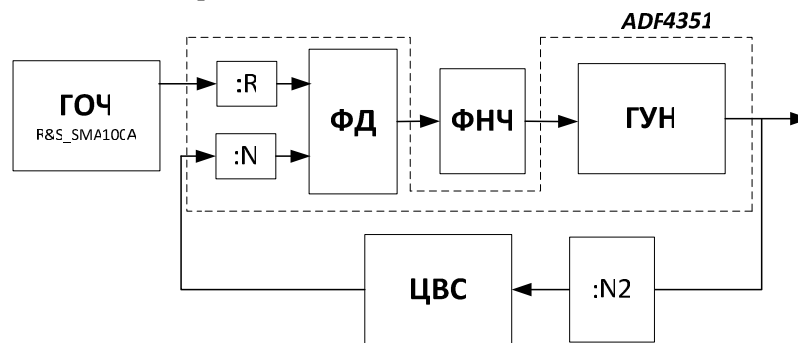 ADF4351
ГОЧ
R&S_SMA100A
:R
:N
ФД
ФНЧ
ГУН
ЦВС
:N2